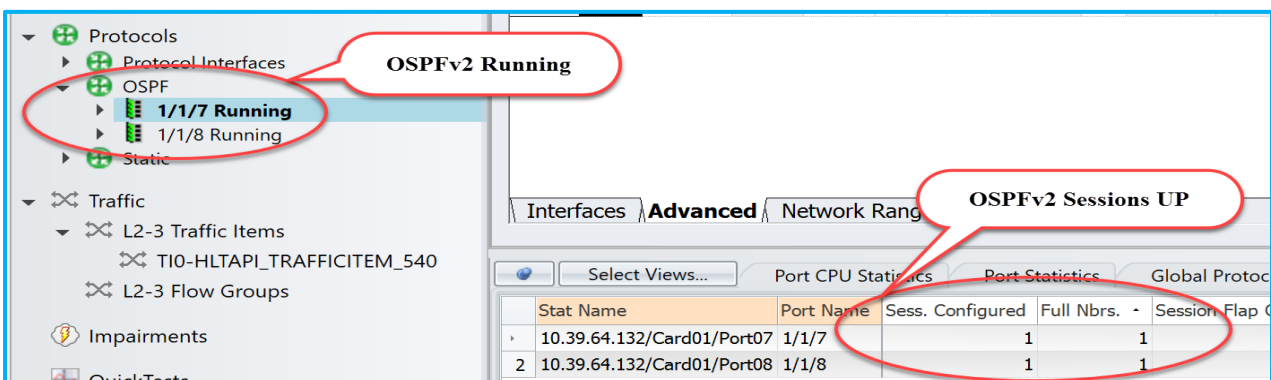 Protocols
Protocol Interfaces
OSPF
1/1/7 Running
1/1/8 Running
Static
OSPFv2 Running
Traffic
L2-3 Traffic Items
TI0-HLTAPI_TRAFFICITEM_540
L2-3 Flow Groups
Impairments
QuickTests
Interfaces Advanced Network Rang
OSPFv2 Sessions UP
Select Views... Port CPU Statistics Port Statistics Global Protoc
Stat Name Port Name Sess. Configured Full Nbrs. Session Flap C
10.39.64.132/Card01/Port07 1/1/7 1 1
2 10.39.64.132/Card01/Port08 1/1/8 1 1